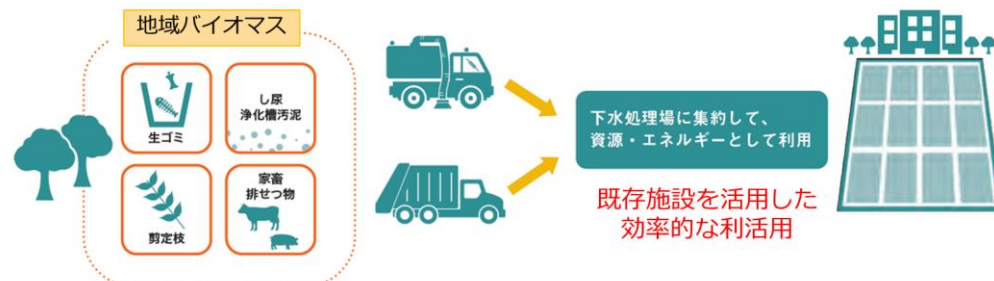 地域バイオマス
生ゴミ
し尿
浄化槽汚泥
剪定枝
家畜
排せつ物
下水処理場に集約して、
資源・エネルギーとして利用
既存施設を活用した
効率的な利活用